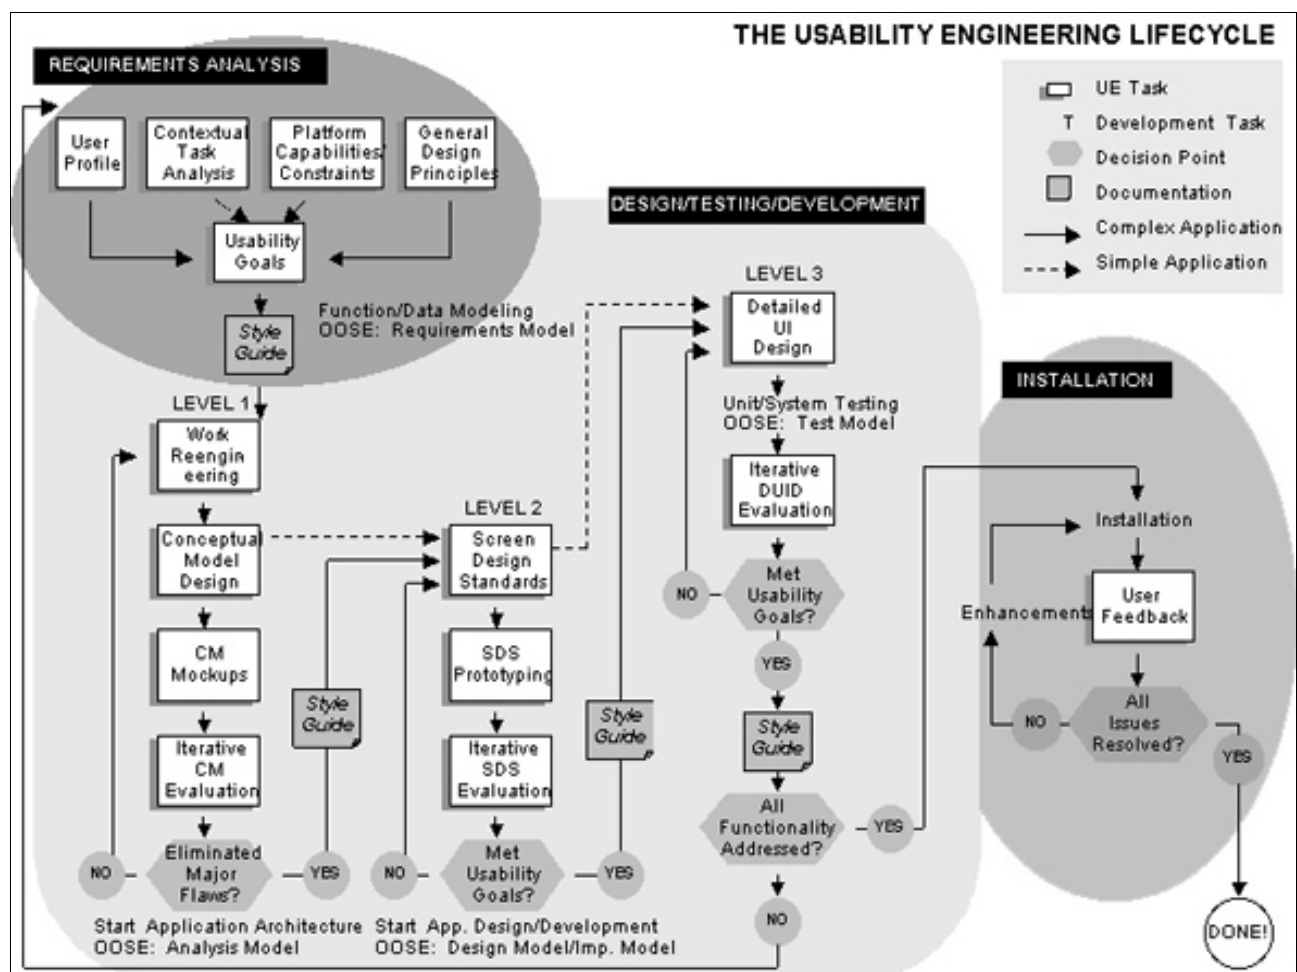 THE USABILITY ENGINEERING LIFECYCLE
REQUIREMENTS ANALYSIS
User
Profile
Contextual
Task
Analysis
Platform
Capabilities/
Constraints
General
Design
Principles
Usability
Goals
Style
Guide
Function/Data Modeling
OOSE: Requirements Model
UE Task
T Development Task
Decision Point
Documentation
Complex Application
Simple Application
DESIGN/TESTING/DEVELOPMENT
LEVEL 1
Work
Reengin
eering
Conceptual
Model
Design
CM
Mockups
Iterative
CM
Evaluation
Eliminated
Major
Flaws?
NO
YES
Start Application Architecture
OOSE: Analysis Model
Style
Guide
LEVEL 2
Screen
Design
Standards
SDS
Prototyping
Iterative
SDS
Evaluation
Met
Usability
Goals?
NO
YES
Start App. Design/Development
OOSE: Design Model/Imp. Model
Style
Guide
LEVEL 3
Detailed
UI
Design
Unit/System Testing
OOSE: Test Model
Iterative
DUID
Evaluation
Met
Usability
Goals?
NO
YES
Style
Guide
All
Functionality
Addressed?
YES
NO
INSTALLATION
Installation
User
Feedback
Enhancements
All
Issues
Resolved?
NO
YES
DONE!